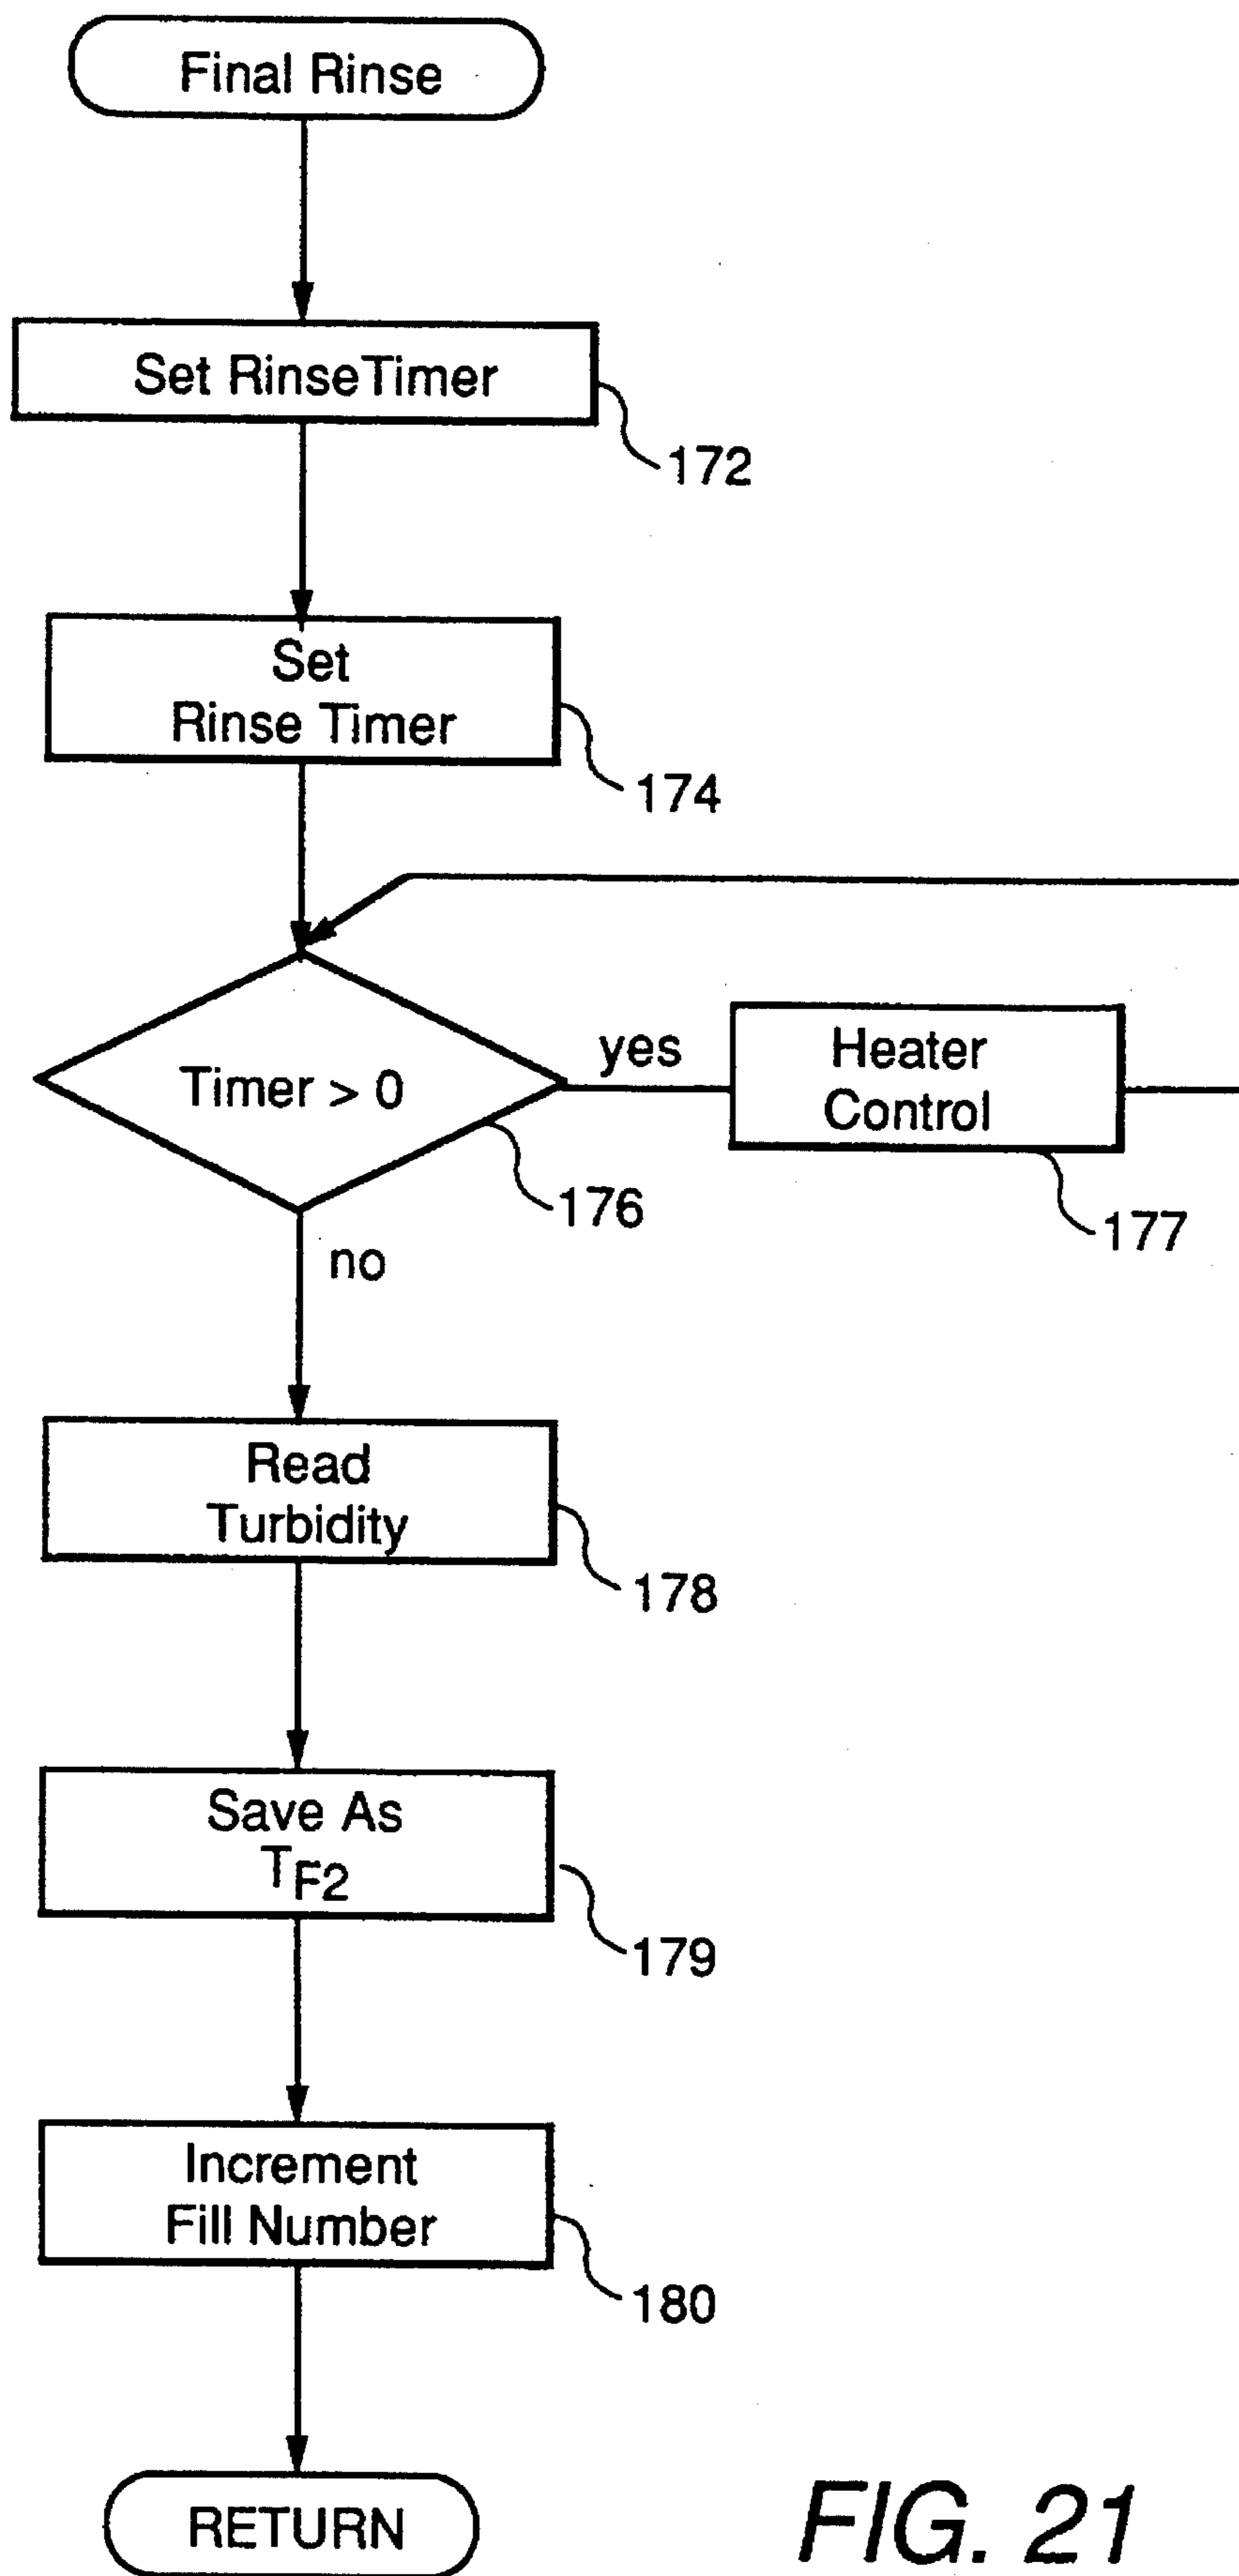 Final Rinse
Set RinseTimer
172
Set
Rinse Timer
174
Timer > 0
yes
Heater
Control
176
177
no
Read
Turbidity
178
Save As
TF2
179
Increment
Fill Number
180
RETURN
FIG. 21